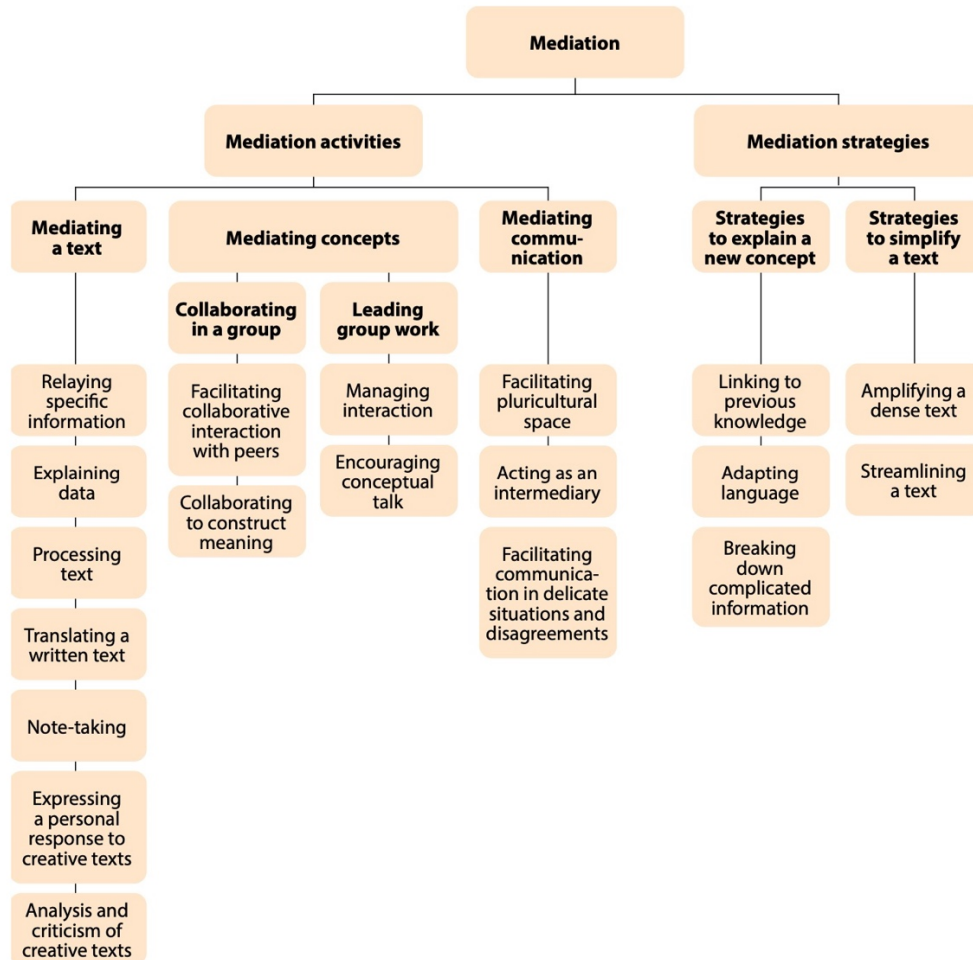 Mediation
Mediation activities
Mediation strategies
Mediating
a text
Mediating concepts
Mediating
commu-
nication
Strategies
to explain a
new concept
Strategies
to simplify
a text
Collaborating
in a group
Leading
group work
Relaying
specific
information
Explaining
data
Processing
text
Translating a
written text
Note-taking
Expressing
a personal
response to
creative texts
Analysis and
criticism of
creative texts
Facilitating
collaborative
interaction
with peers
Collaborating
to construct
meaning
Managing
interaction
Encouraging
conceptual
talk
Facilitating
pluricultural
space
Acting as an
intermediary
Facilitating
communica-
tion in delicate
situations and
disagreements
Linking to
previous
knowledge
Adapting
language
Breaking
down
complicated
information
Amplifying a
dense text
Streamlining
a text